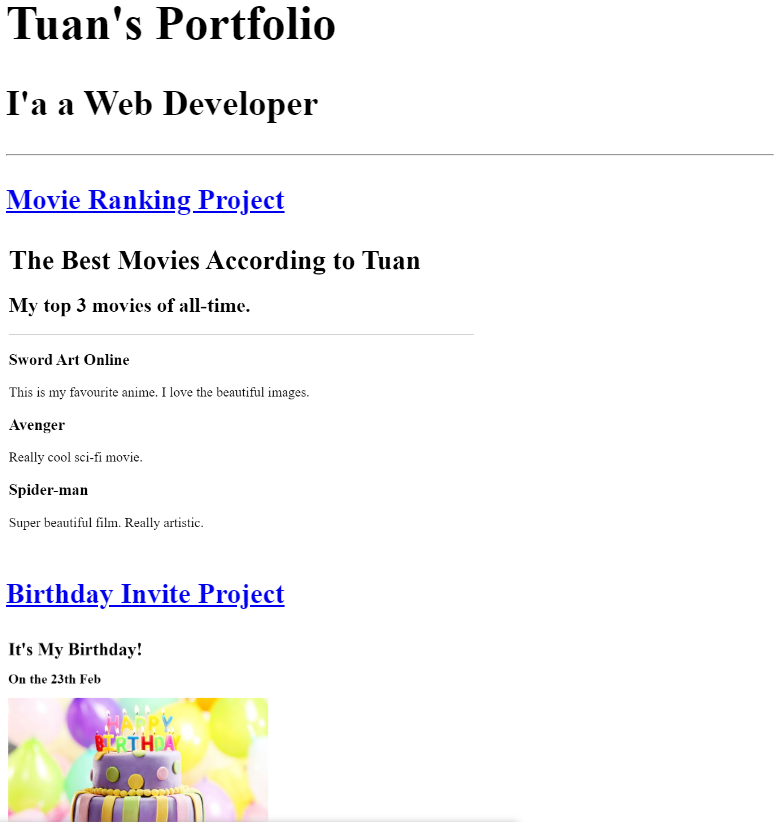 Tuan's Portfolio
I'a a Web Developer
Movie Ranking Project
The Best Movies According to Tuan
My top 3 movies of all-time.
Sword Art Online
This is my favourite anime. I love the beautiful images.
Avenger
Really cool sci-fi movie.
Spider-man
Super beautiful film. Really artistic.
Birthday Invite Project
It's My Birthday!
On the 23th Feb
HAPPY
BIRTHDAY